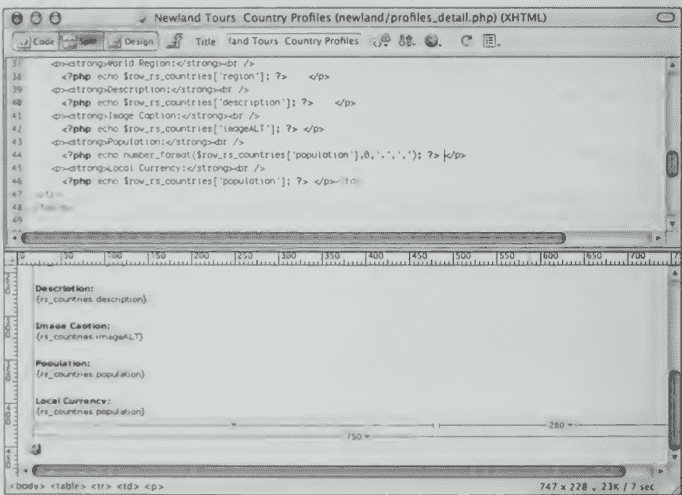 Newland Tours Country Profiles (newland/profiles_detail.php) (XHTML)
Code Split Design Title land Tours Country Profiles
37 <p><strong>World Region:</strong><br />
38 <?php echo $row_rs_countries['region']; ?> </p>
39 <p><strong>Description:</strong><br />
40 <?php echo $row_rs_countries['description']; ?> </p>
41 <p><strong>Image Caption:</strong><br />
42 <?php echo $row_rs_countries['imageALT']; ?> </p>
43 <p><strong>Population:</strong><br />
44 <?php echo number_format($row_rs_countries['population'],0,'.',','); ?> </p>
45 <p><strong>Local Currency:</strong><br />
46 <?php echo $row_rs_countries['population']; ?> </p>
47
48
49
0 50 100 150 200 250 300 350 400 450 500 550 600 650 700
Description:
{rs_countries.description}
Image Caption:
{rs_countries.imageALT}
Population:
{rs_countries.population}
Local Currency:
{rs_countries.population}
280
750
<body> <table> <tr> <td> <p> 747 x 228 . 23K / 7 sec